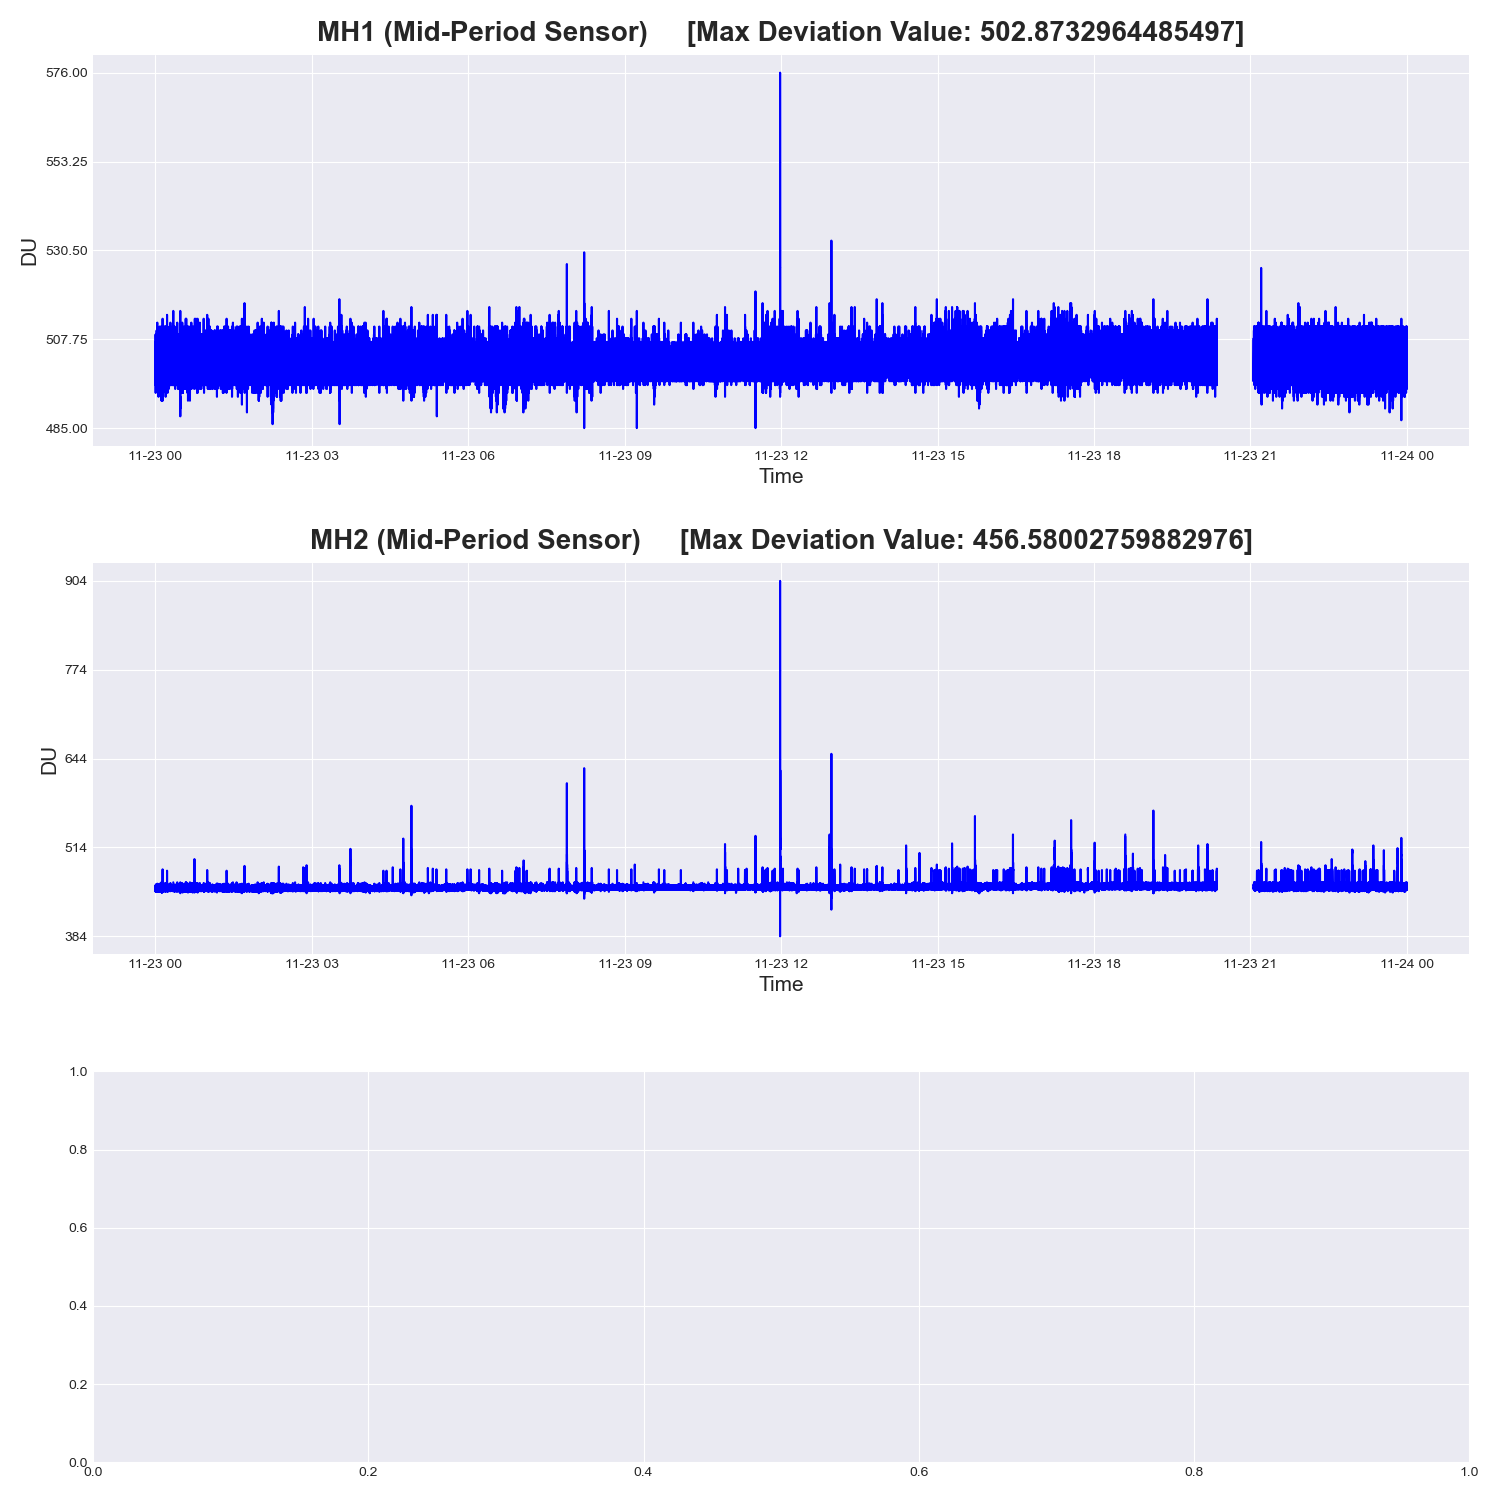 MH1 (Mid-Period Sensor) [Max Deviation Value: 502.8732964485497]
576.00
553.25
530.50
507.75
485.00
DU
11-23 00 11-23 03 11-23 06 11-23 09 11-23 12 11-23 15 11-23 18 11-23 21 11-24 00
Time
MH2 (Mid-Period Sensor) [Max Deviation Value: 456.58002759882976]
904
774
644
514
384
DU
11-23 00 11-23 03 11-23 06 11-23 09 11-23 12 11-23 15 11-23 18 11-23 21 11-24 00
Time
1.0
0.8
0.6
0.4
0.2
0.0
0.0 0.2 0.4 0.6 0.8 1.0